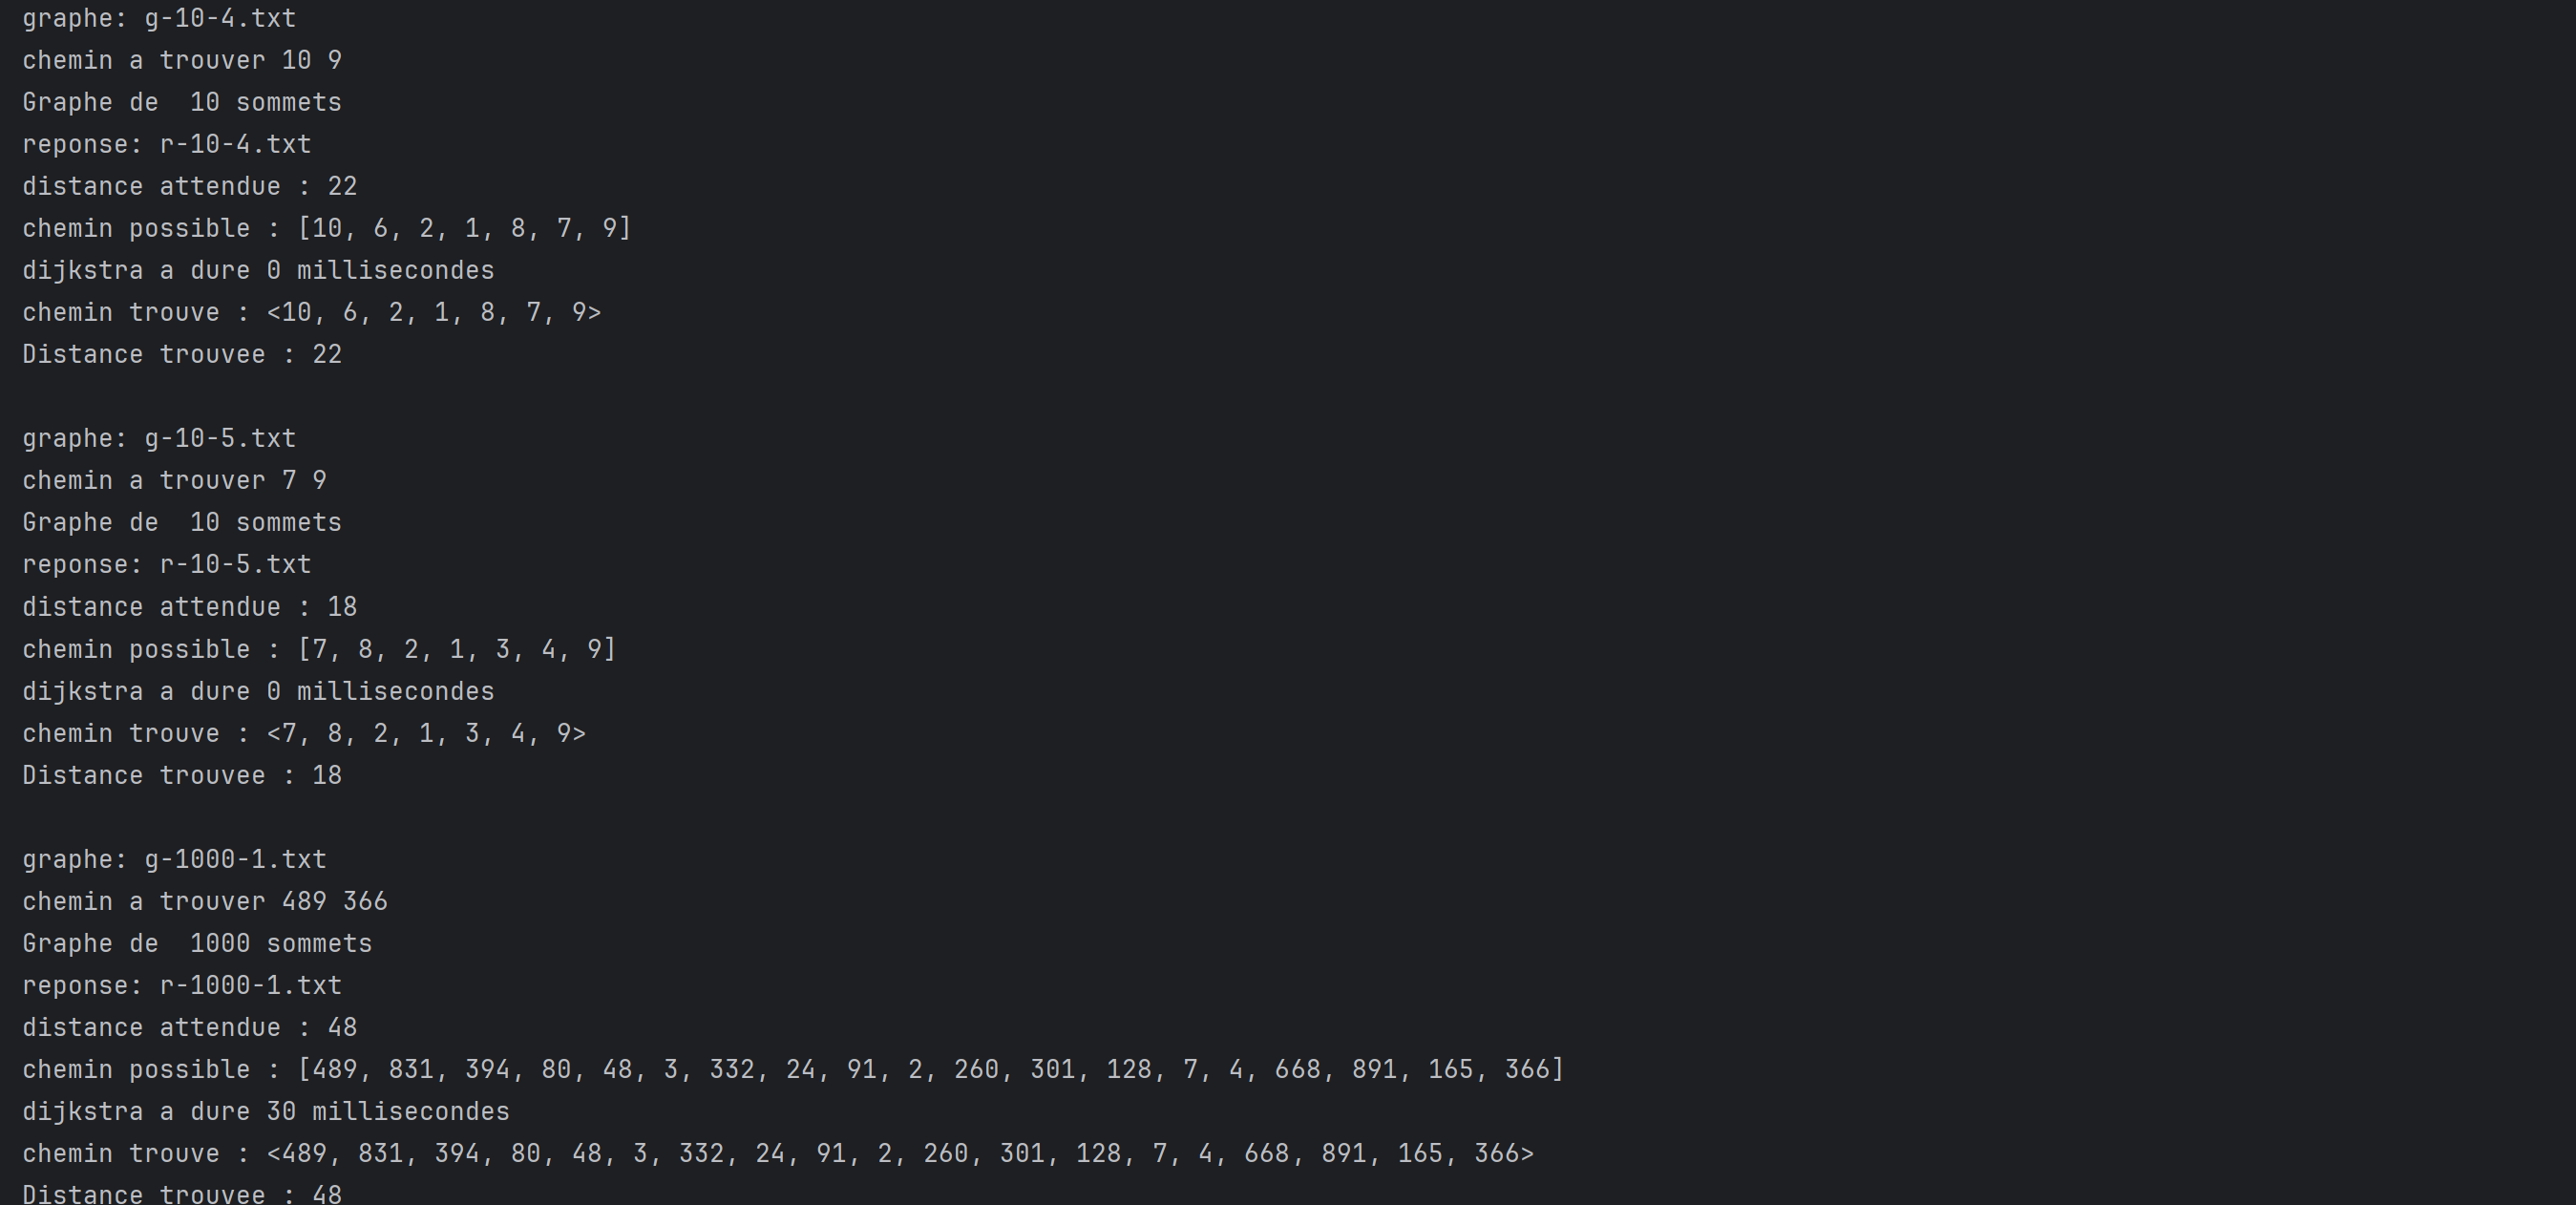 graphe: g-10-4.txt
chemin a trouver 10 9
Graphe de  10 sommets
reponse: r-10-4.txt
distance attendue : 22
chemin possible : [10, 6, 2, 1, 8, 7, 9]
dijkstra a dure 0 millisecondes
chemin trouve : <10, 6, 2, 1, 8, 7, 9>
Distance trouvee : 22

graphe: g-10-5.txt
chemin a trouver 7 9
Graphe de  10 sommets
reponse: r-10-5.txt
distance attendue : 18
chemin possible : [7, 8, 2, 1, 3, 4, 9]
dijkstra a dure 0 millisecondes
chemin trouve : <7, 8, 2, 1, 3, 4, 9>
Distance trouvee : 18

graphe: g-1000-1.txt
chemin a trouver 489 366
Graphe de  1000 sommets
reponse: r-1000-1.txt
distance attendue : 48
chemin possible : [489, 831, 394, 80, 48, 3, 332, 24, 91, 2, 260, 301, 128, 7, 4, 668, 891, 165, 366]
dijkstra a dure 30 millisecondes
chemin trouve : <489, 831, 394, 80, 48, 3, 332, 24, 91, 2, 260, 301, 128, 7, 4, 668, 891, 165, 366>
Distance trouvee : 48